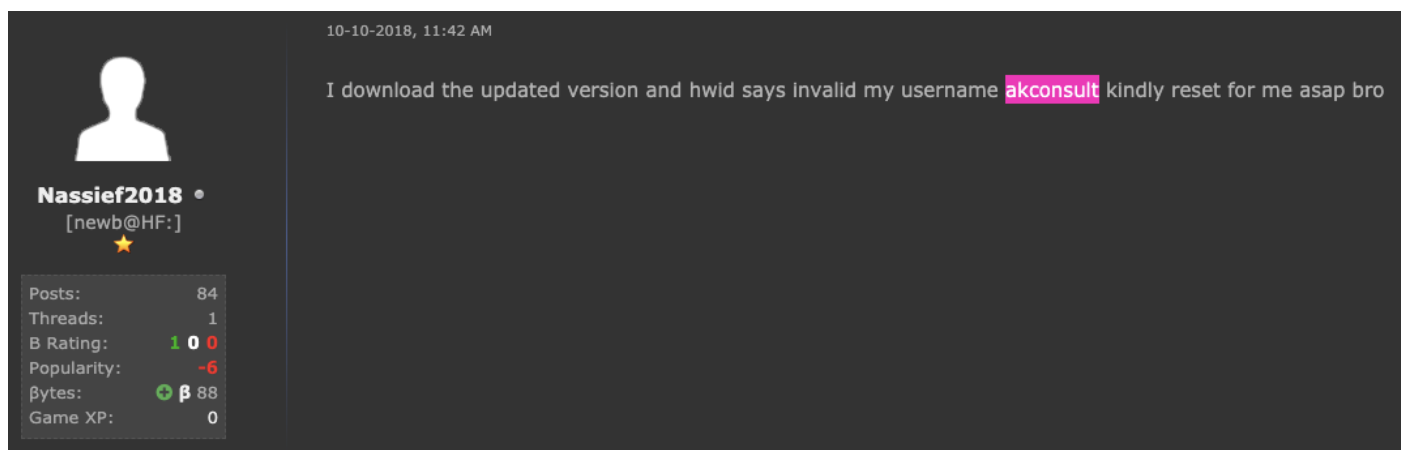 10-10-2018, 11:42 AM
I download the updated version and hwid says invalid my username akconsult kindly reset for me asap bro
Nassief2018
[newb@HF:]
Posts: 84
Threads: 1
B Rating: 1 0 0
Popularity: -6
βytes: β 88
Game XP: 0